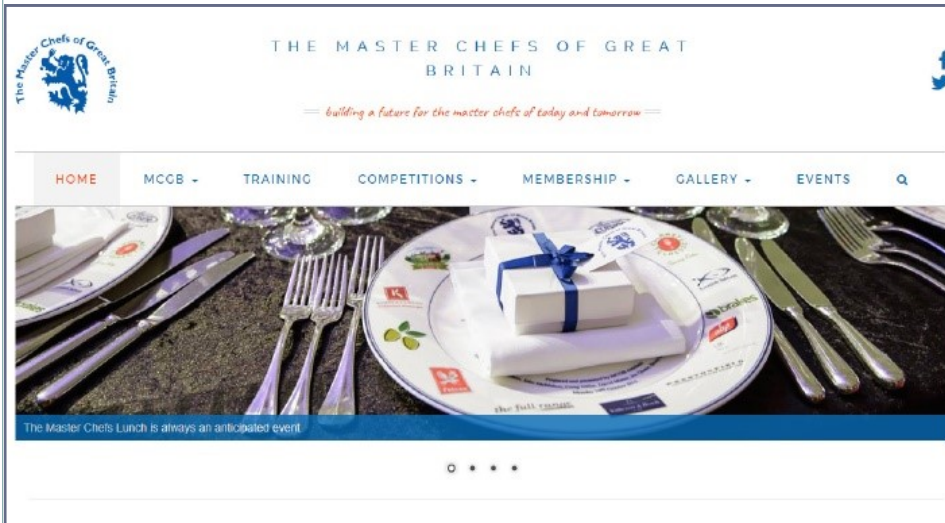 The Master Chefs of Great Britain
THE MASTER CHEFS OF GREAT
BRITAIN
building a future for the master chefs of today and tomorrow
HOME
MCGB
TRAINING
COMPETITIONS
MEMBERSHIP
GALLERY
EVENTS
brakes
the full range
The Master Chefs Lunch is always an anticipated event